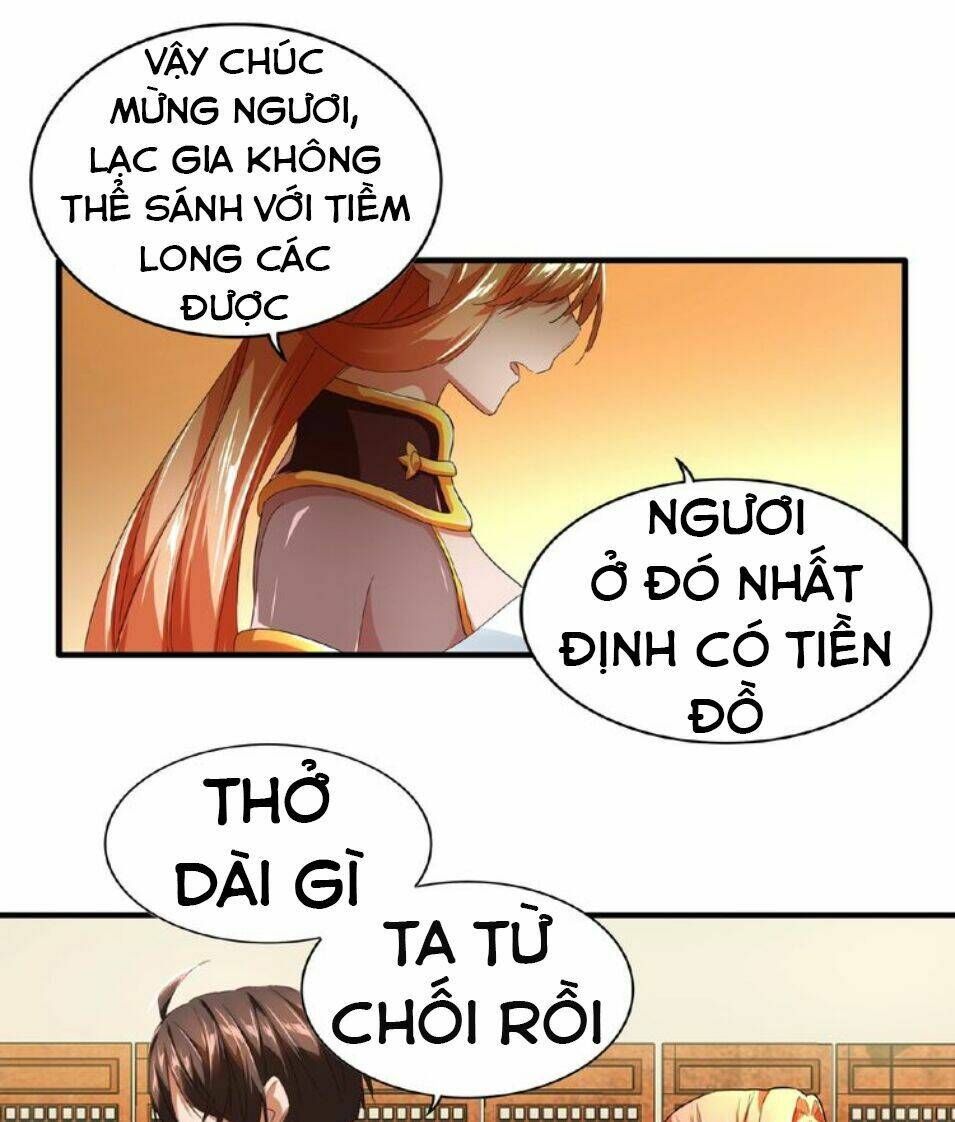 VẬY CHÚC
MỪNG NGƯƠI,
LẠC GIA KHÔNG
THỂ SÁNH VỚI TIỀM
LONG CÁC
ĐƯỢC
NGƯƠI
Ở ĐÓ NHẤT
ĐỊNH CÓ TIỀN
ĐỒ
THỞ
DÀI GÌ
TA TỪ
CHỐI RỒI